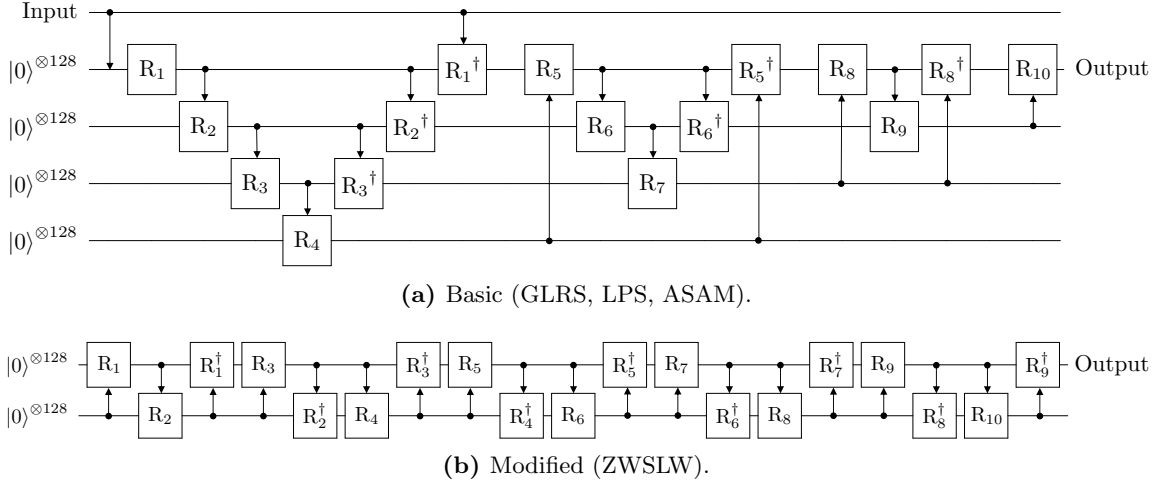 Input
|0⟩⊗128 R1 R1† R5 R5† R8 R8† R10 Output
|0⟩⊗128 R2 R2† R6 R6† R9
|0⟩⊗128 R3 R3† R7
|0⟩⊗128 R4
(a) Basic (GLRS, LPS, ASAM).
|0⟩⊗128 R1 R1† R3 R3† R5 R5† R7 R7† R9 R9† Output
|0⟩⊗128 R2 R2† R4 R4† R6 R6† R8 R8† R10
(b) Modified (ZWSLW).